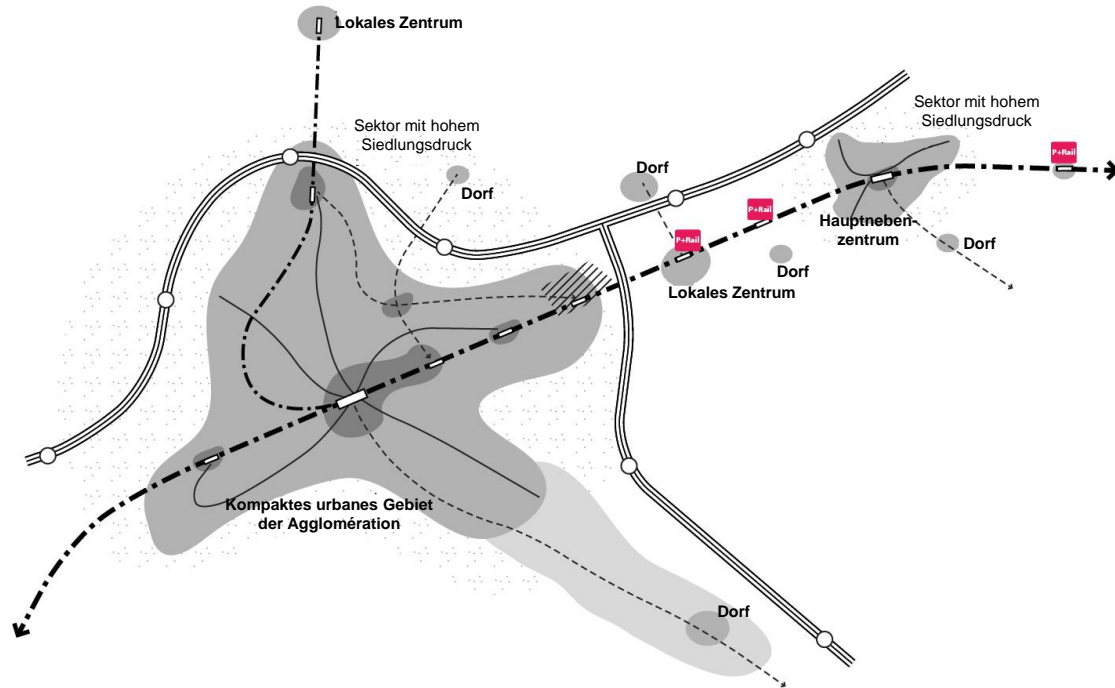 Lokales Zentrum
Sektor mit hohem
Siedlungsdruck
Dorf
Dorf
Sektor mit hohem
Siedlungsdruck
P+Rail
P+Rail
P+Rail
Hauptneben-
zentrum
Dorf
Dorf
Lokales Zentrum
Kompaktes urbanes Gebiet
der Agglomération
Dorf